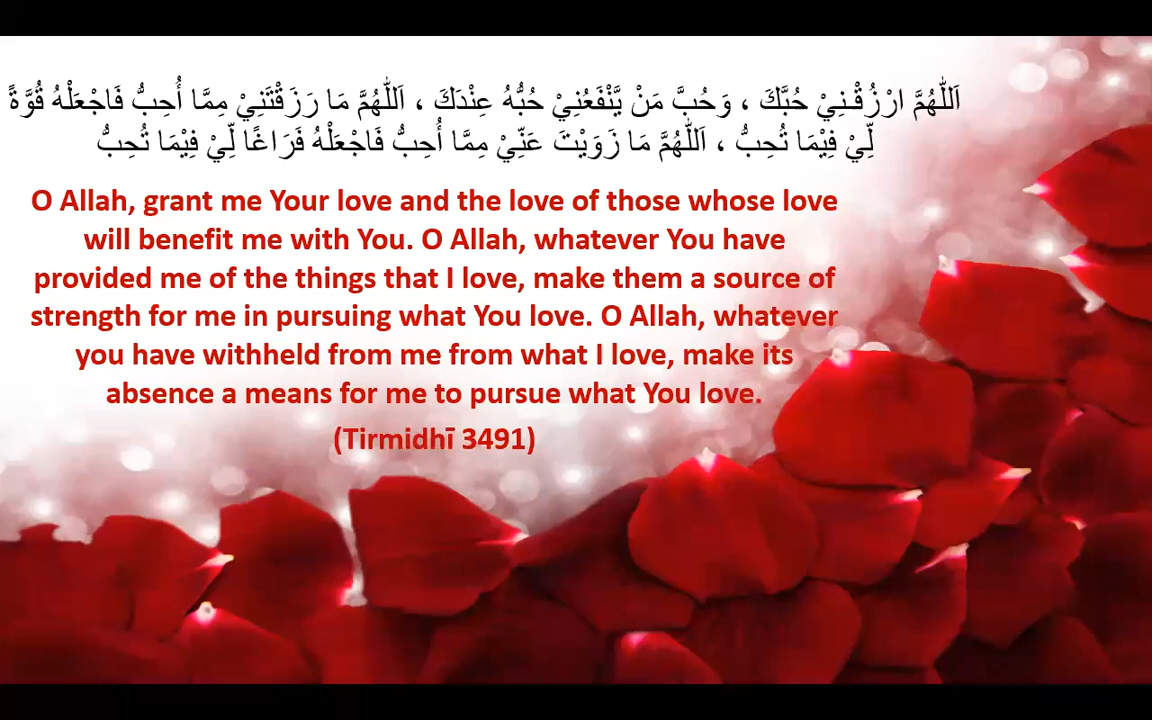 اَللّٰهُمَّ ارْزُقْـنِيْ حُبَّكَ ، وَحُبَّ مَنْ يَّنْفَعُنِيْ حُبُّهُ عِنْدَكَ ، اَللّٰهُمَّ مَا رَزَقْتَنِيْ مِمَّا أُحِبُّ فَاجْعَلْهُ قُوَّةً
لِّيْ فِيْمَا تُحِبُّ ، اَللّٰهُمَّ مَا زَوَيْتَ عَنِّيْ مِمَّا أُحِبُّ فَاجْعَلْهُ فَرَاغًا لِّيْ فِيْمَا تُحِبُّ
O Allah, grant me Your love and the love of those whose love
will benefit me with You. O Allah, whatever You have
provided me of the things that I love, make them a source of
strength for me in pursuing what You love. O Allah, whatever
you have withheld from me from what I love, make its
absence a means for me to pursue what You love.
(Tirmidhī 3491)